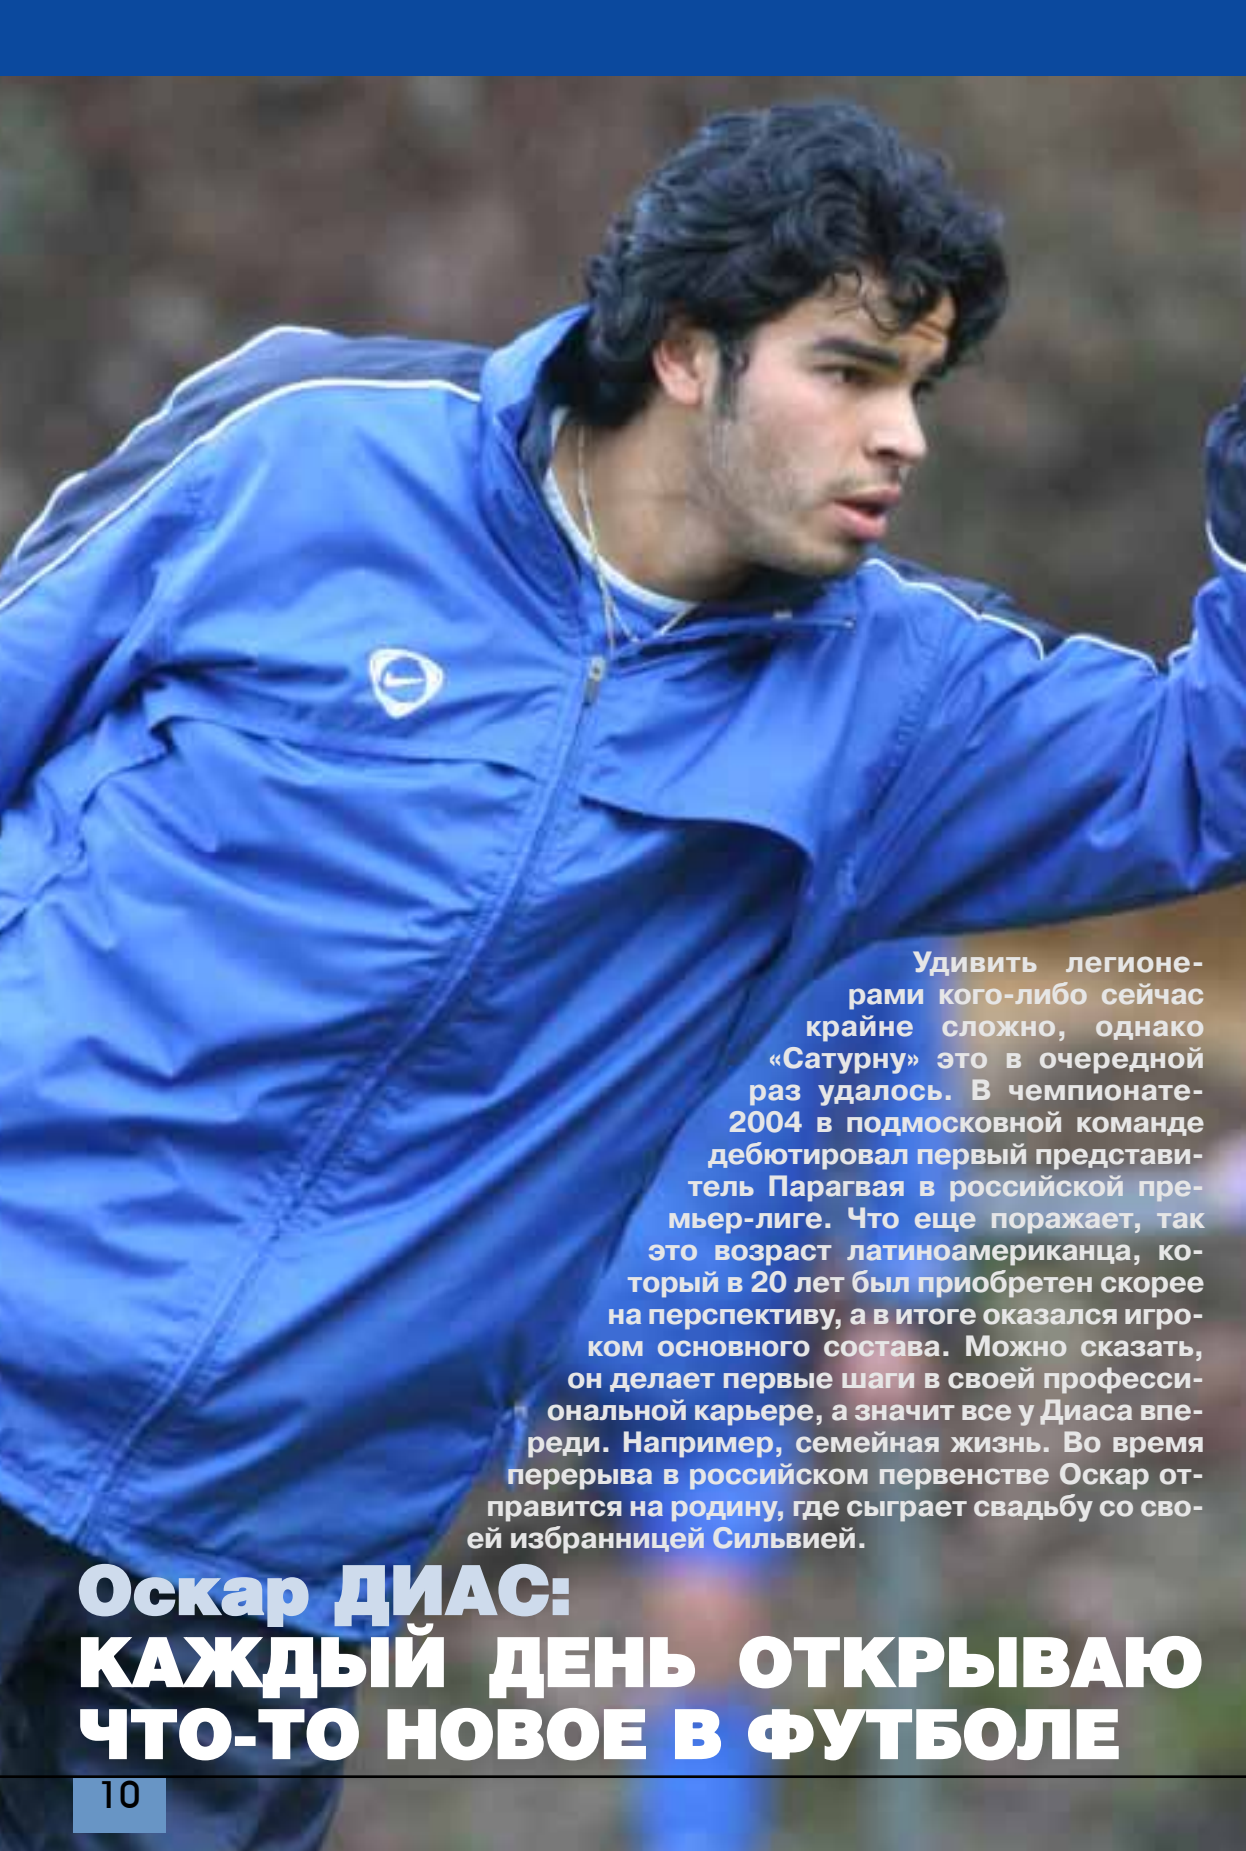 Удивить легионе-
рами кого-либо сейчас
крайне сложно, однако
«Сатурну» это в очередной
раз удалось. В чемпионате-
2004 в подмосковной команде
дебютировал первый представи-
тель Парагвая в российской пре-
мьер-лиге. Что еще поражает, так
это возраст латиноамериканца, ко-
торый в 20 лет был приобретен скорее
на перспективу, а в итоге оказался игро-
ком основного состава. Можно сказать,
он делает первые шаги в своей професси-
ональной карьере, а значит все у Диаса впе-
реди. Например, семейная жизнь. Во время
перерыва в российском первенстве Оскар от-
правится на родину, где сыграет свадьбу со сво-
ей избранницей Сильвией.
Оскар ДИАС:
КАЖДЫЙ ДЕНЬ ОТКРЫВАЮ
ЧТО-ТО НОВОЕ В ФУТБОЛЕ
10